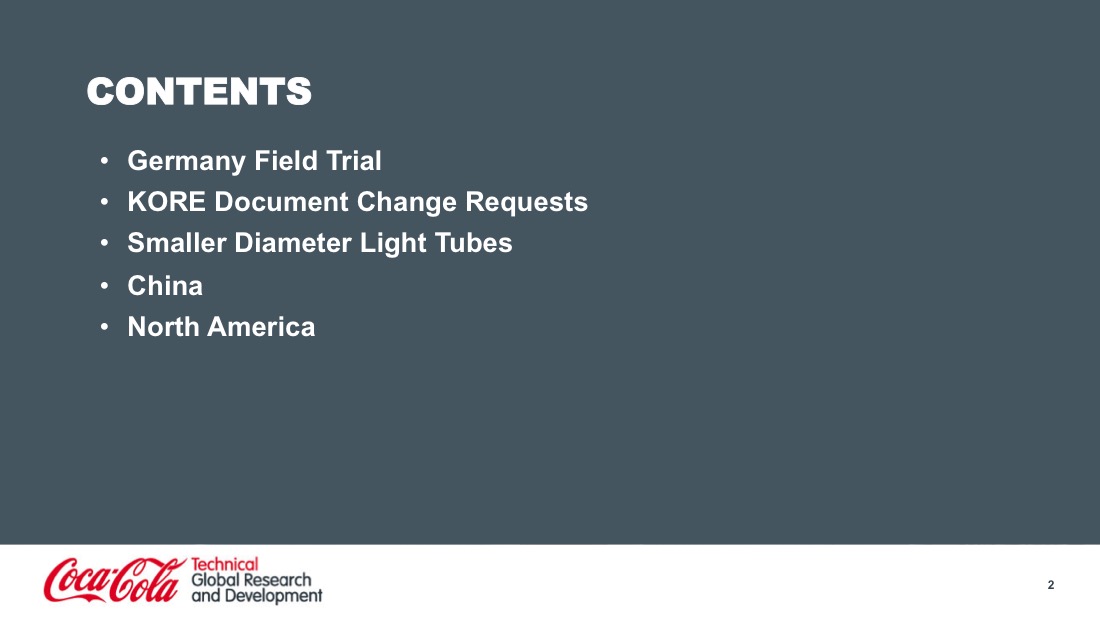 CONTENTS
• Germany Field Trial
• KORE Document Change Requests
• Smaller Diameter Light Tubes
• China
• North America
Coca-Cola
Technical
Global Research
and Development
2